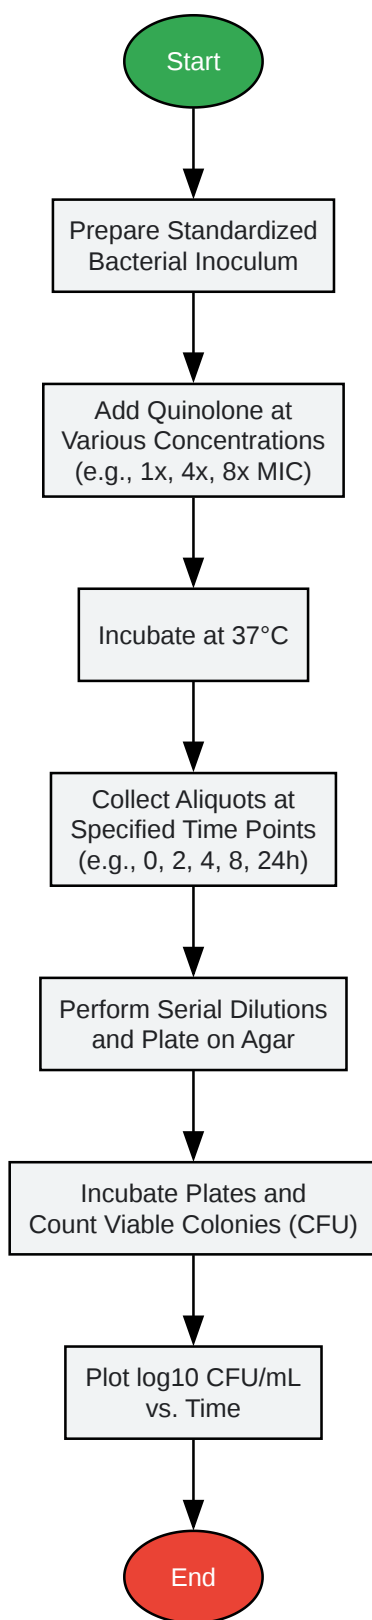 Start
Prepare Standardized
Bacterial Inoculum
Add Quinolone at
Various Concentrations
(e.g., 1x, 4x, 8x MIC)
Incubate at 37°C
Collect Aliquots at
Specified Time Points
(e.g., 0, 2, 4, 8, 24h)
Perform Serial Dilutions
and Plate on Agar
Incubate Plates and
Count Viable Colonies (CFU)
Plot log10 CFU/mL
vs. Time
End